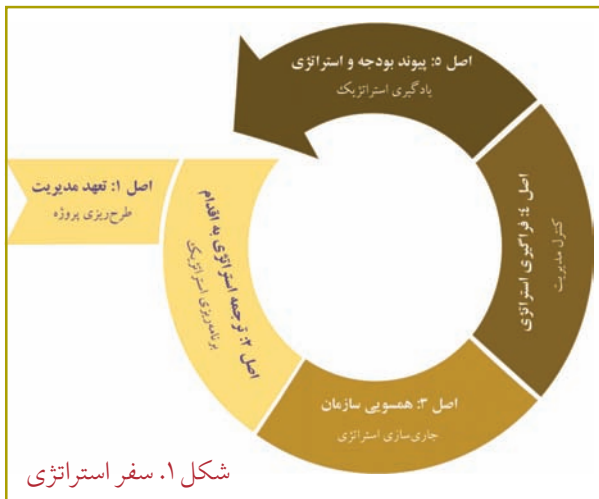 اصل ۱: تعهد مدیریت
طرح‌ریزی پروژه
اصل ۲: ترجمه استراتژی به اقدام
برنامه‌ریزی استراتژیک
اصل ۳: همسویی سازمان
جاری‌سازی استراتژی
اصل ٤: فراگیری استراتژی
کنترل مدیریت
اصل ٥: پیوند بودجه و استراتژی
یادگیری استراتژیک
شکل ۱. سفر استراتژی